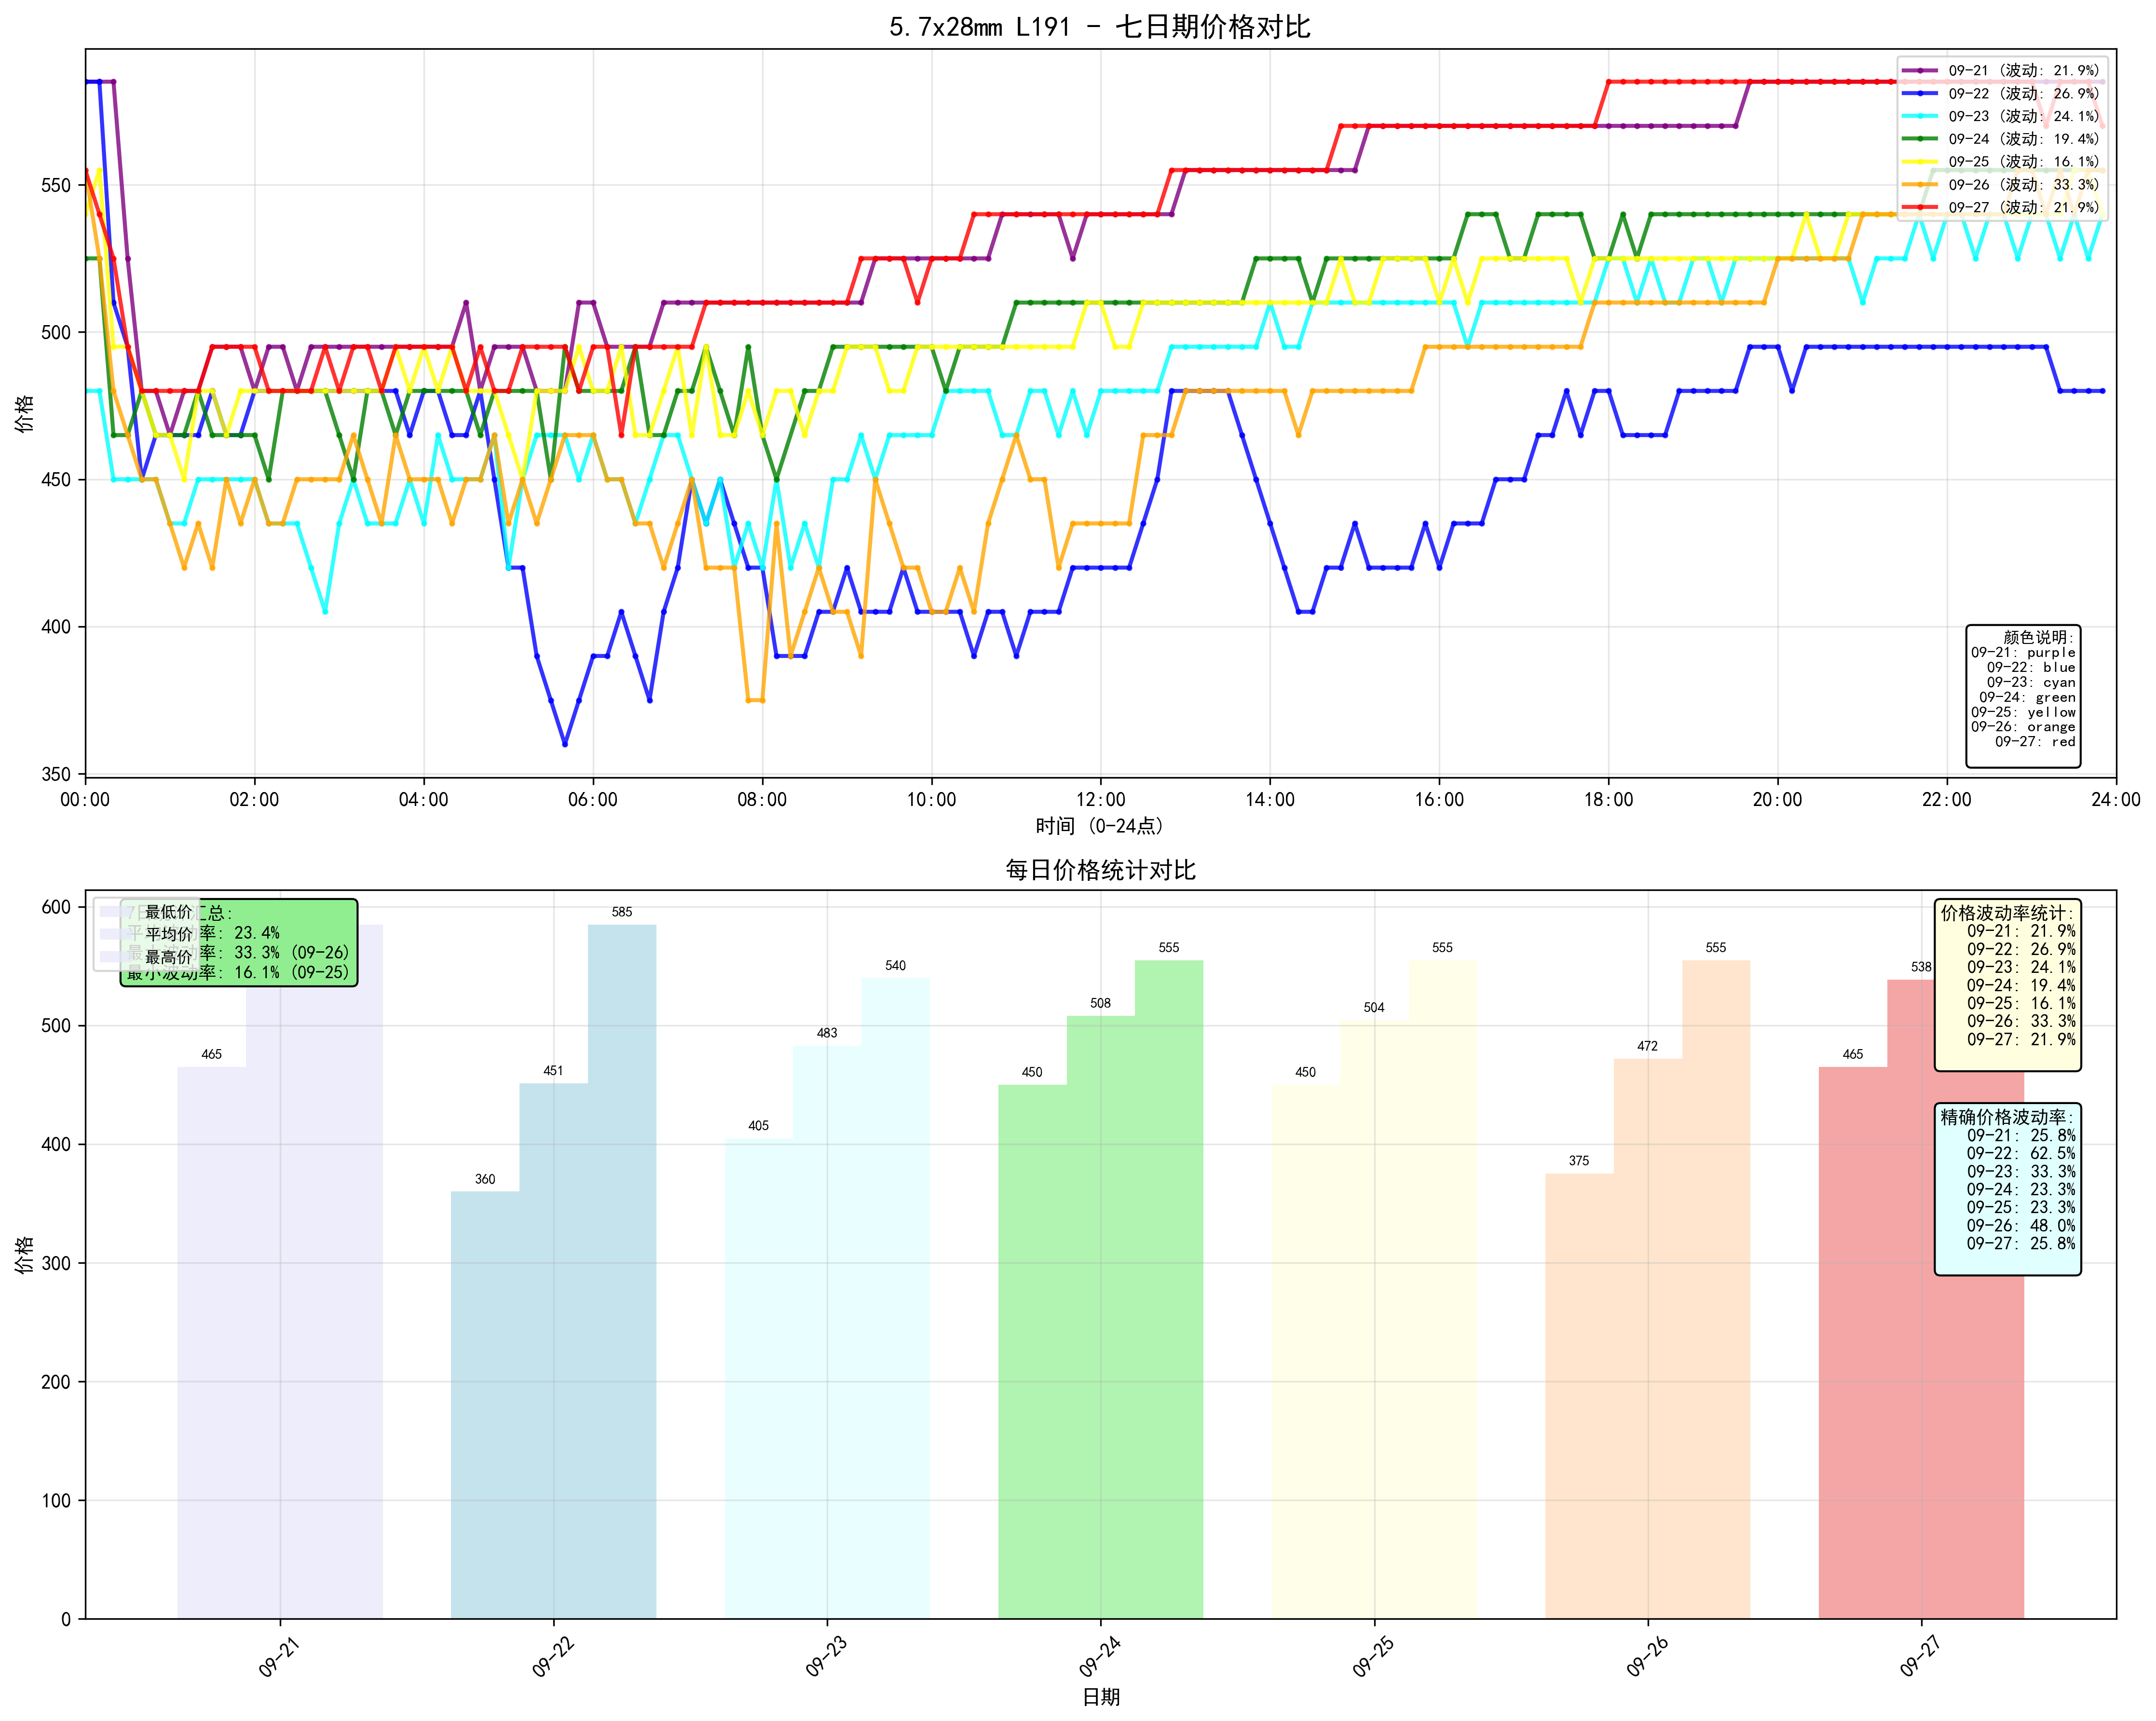 5.7x28mm L191 - 七日期价格对比
价格
550
500
450
400
350
09-21 (波动: 21.9%)
09-22 (波动: 26.9%)
09-23 (波动: 24.1%)
09-24 (波动: 19.4%)
09-25 (波动: 16.1%)
09-26 (波动: 33.3%)
09-27 (波动: 21.9%)
颜色说明:
09-21: purple
09-22: blue
09-23: cyan
09-24: green
09-25: yellow
09-26: orange
09-27: red
00:00 02:00 04:00 06:00 08:00 10:00 12:00 14:00 16:00 18:00 20:00 22:00 24:00
时间 (0-24点)
每日价格统计对比
价格
600
500
400
300
200
100
0
最低价
平均价
最高价
汇总:
率: 23.4%
率: 33.3% (09-26)
最小波动率: 16.1% (09-25)
465
360
451
585
405
483
540
450
508
555
450
504
555
375
472
555
465
538
价格波动率统计:
09-21: 21.9%
09-22: 26.9%
09-23: 24.1%
09-24: 19.4%
09-25: 16.1%
09-26: 33.3%
09-27: 21.9%
精确价格波动率:
09-21: 25.8%
09-22: 62.5%
09-23: 33.3%
09-24: 23.3%
09-25: 23.3%
09-26: 48.0%
09-27: 25.8%
09-21 09-22 09-23 09-24 09-25 09-26 09-27
日期